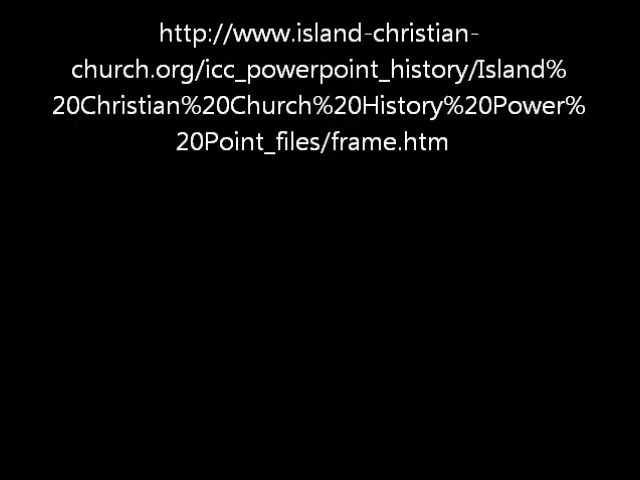 http://www.island-christian-
church.org/icc_powerpoint_history/Island%
20Christian%20Church%20History%20Power%
20Point_files/frame.htm